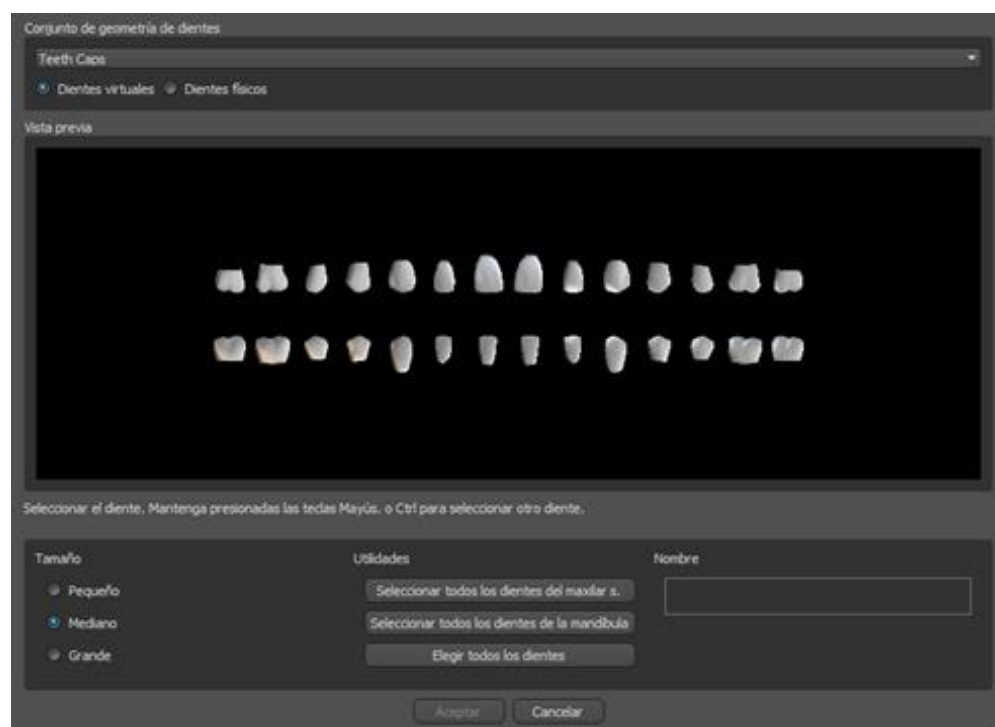 Conjunto de geometría de dientes
Teeth Caps
Dientes virtuales Dientes físicos
Vista previa
Seleccionar el diente. Mantenga presionadas las teclas Mayús. o Ctrl para seleccionar otro diente.
Tamaño Utilidades Nombre
Pequeño Seleccionar todos los dientes del maxilar s.
Mediano Seleccionar todos los dientes de la mandíbula
Grande Elegir todos los dientes
Aceptar Cancelar